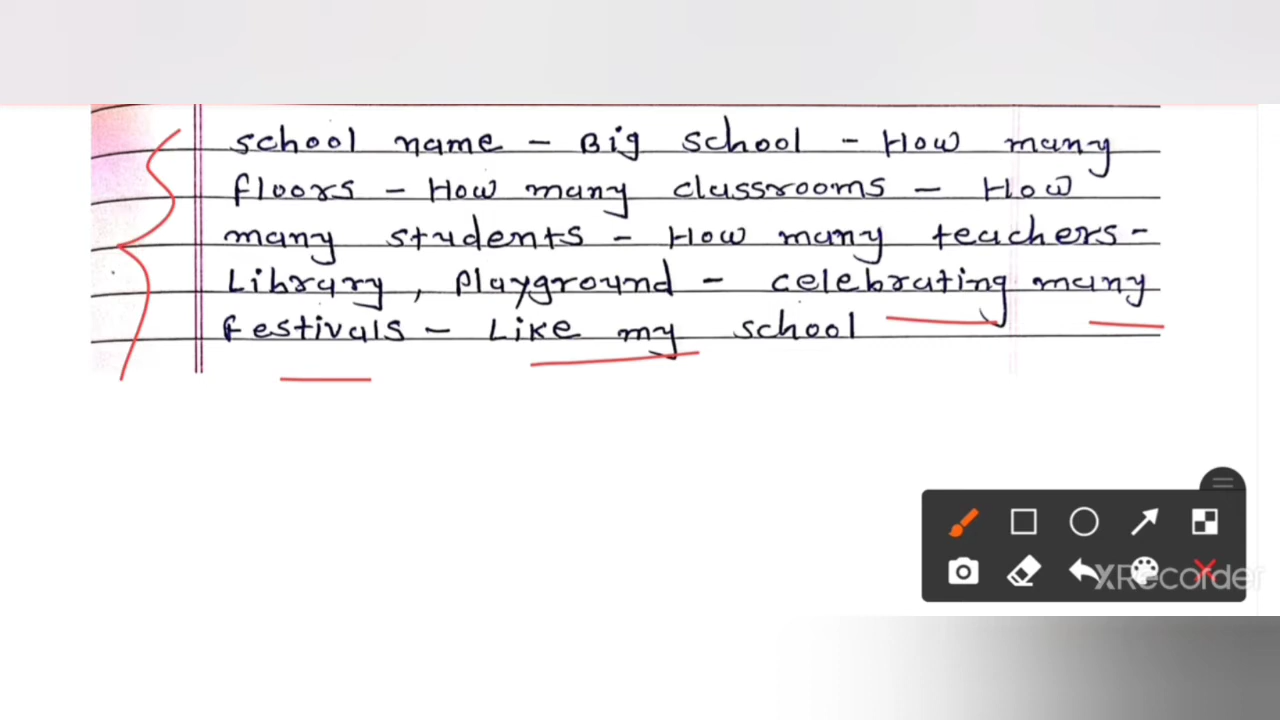 school name - Big school - How many
floors - How many classrooms - How
many students - How many teachers -
Library, playground - celebrating many
festivals - Like my school
XRecorder